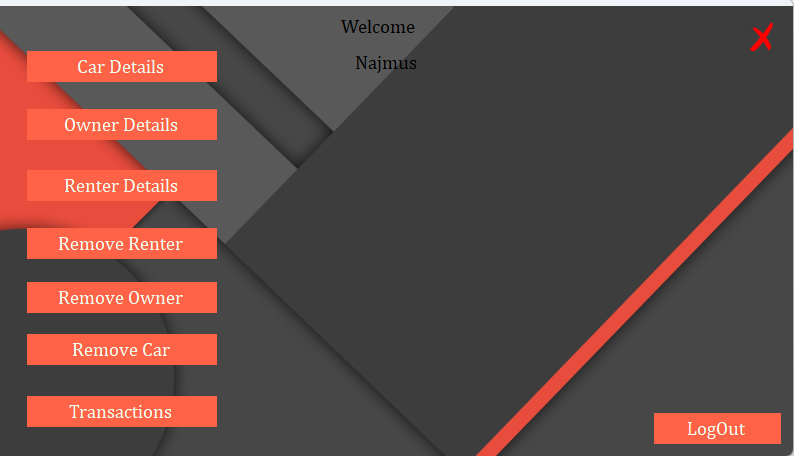 Welcome
Najmus
Car Details
Owner Details
Renter Details
Remove Renter
Remove Owner
Remove Car
Transactions
LogOut